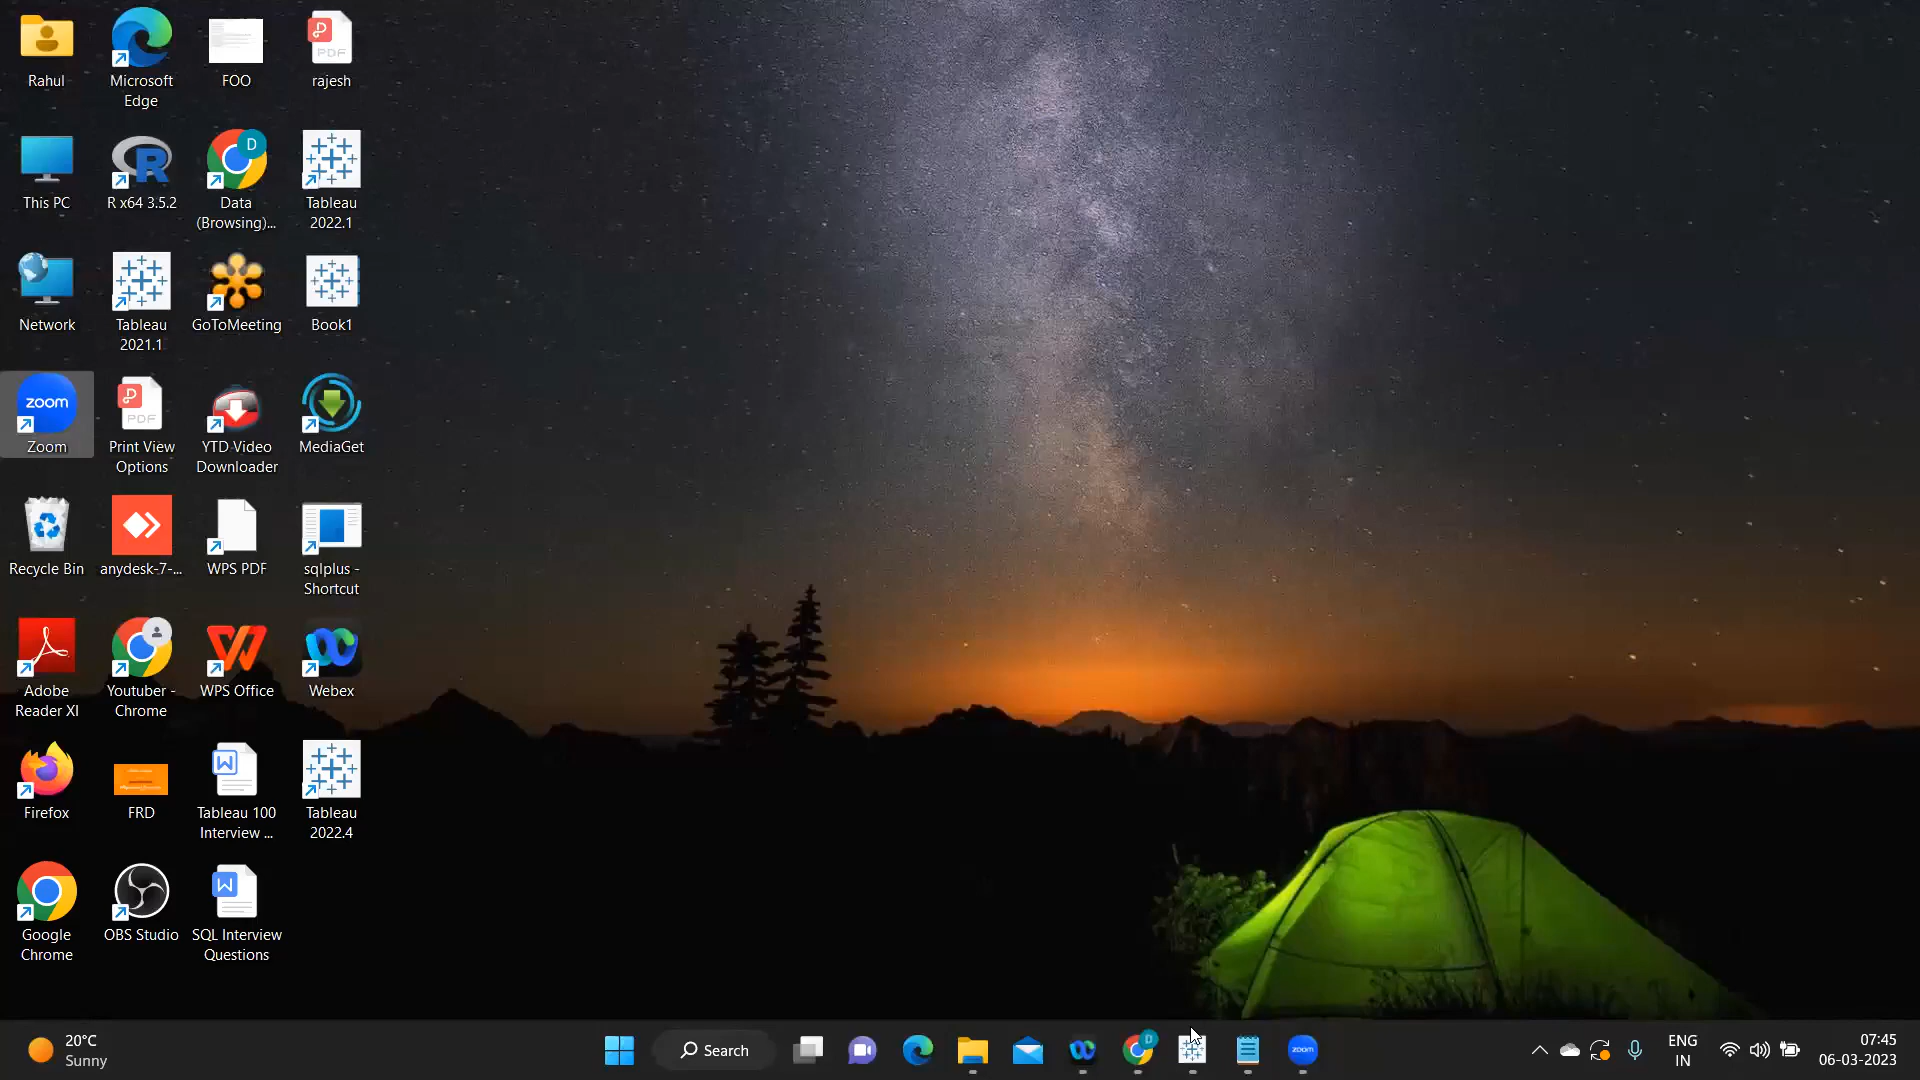 Rahul
Microsoft
Edge
FOO
PDF
rajesh
This PC
R x64 3.5.2
D
Data
(Browsing)...
Tableau
2022.1
Network
Tableau
2021.1
GoToMeeting
Book1
zoom
Zoom
PDF
Print View
Options
YTD Video
Downloader
MediaGet
Recycle Bin
anydesk-7-...
WPS PDF
sqlplus -
Shortcut
Adobe
Reader XI
Youtuber -
Chrome
WPS Office
Webex
Firefox
FRD
W
Tableau 100
Interview ...
Tableau
2022.4
Google
Chrome
OBS Studio
W
SQL Interview
Questions
20°C
Sunny
Search
D
zoom
ENG
IN
07:45
06-03-2023